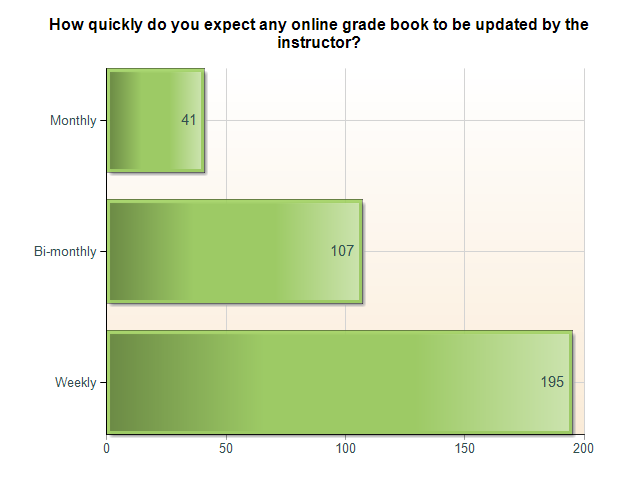 How quickly do you expect any online grade book to be updated by the
instructor?
Monthly
41
Bi-monthly
107
Weekly
195
0
50
100
150
200